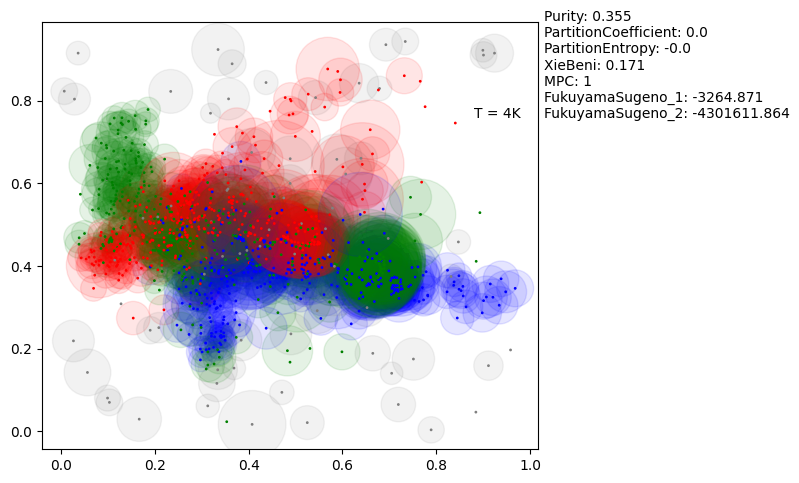 Purity: 0.355
PartitionCoefficient: 0.0
PartitionEntropy: -0.0
XieBeni: 0.171
MPC: 1
FukuyamaSugeno_1: -3264.871
FukuyamaSugeno_2: -4301611.864
T = 4K
0.8
0.6
0.4
0.2
0.0
0.0 0.2 0.4 0.6 0.8 1.0